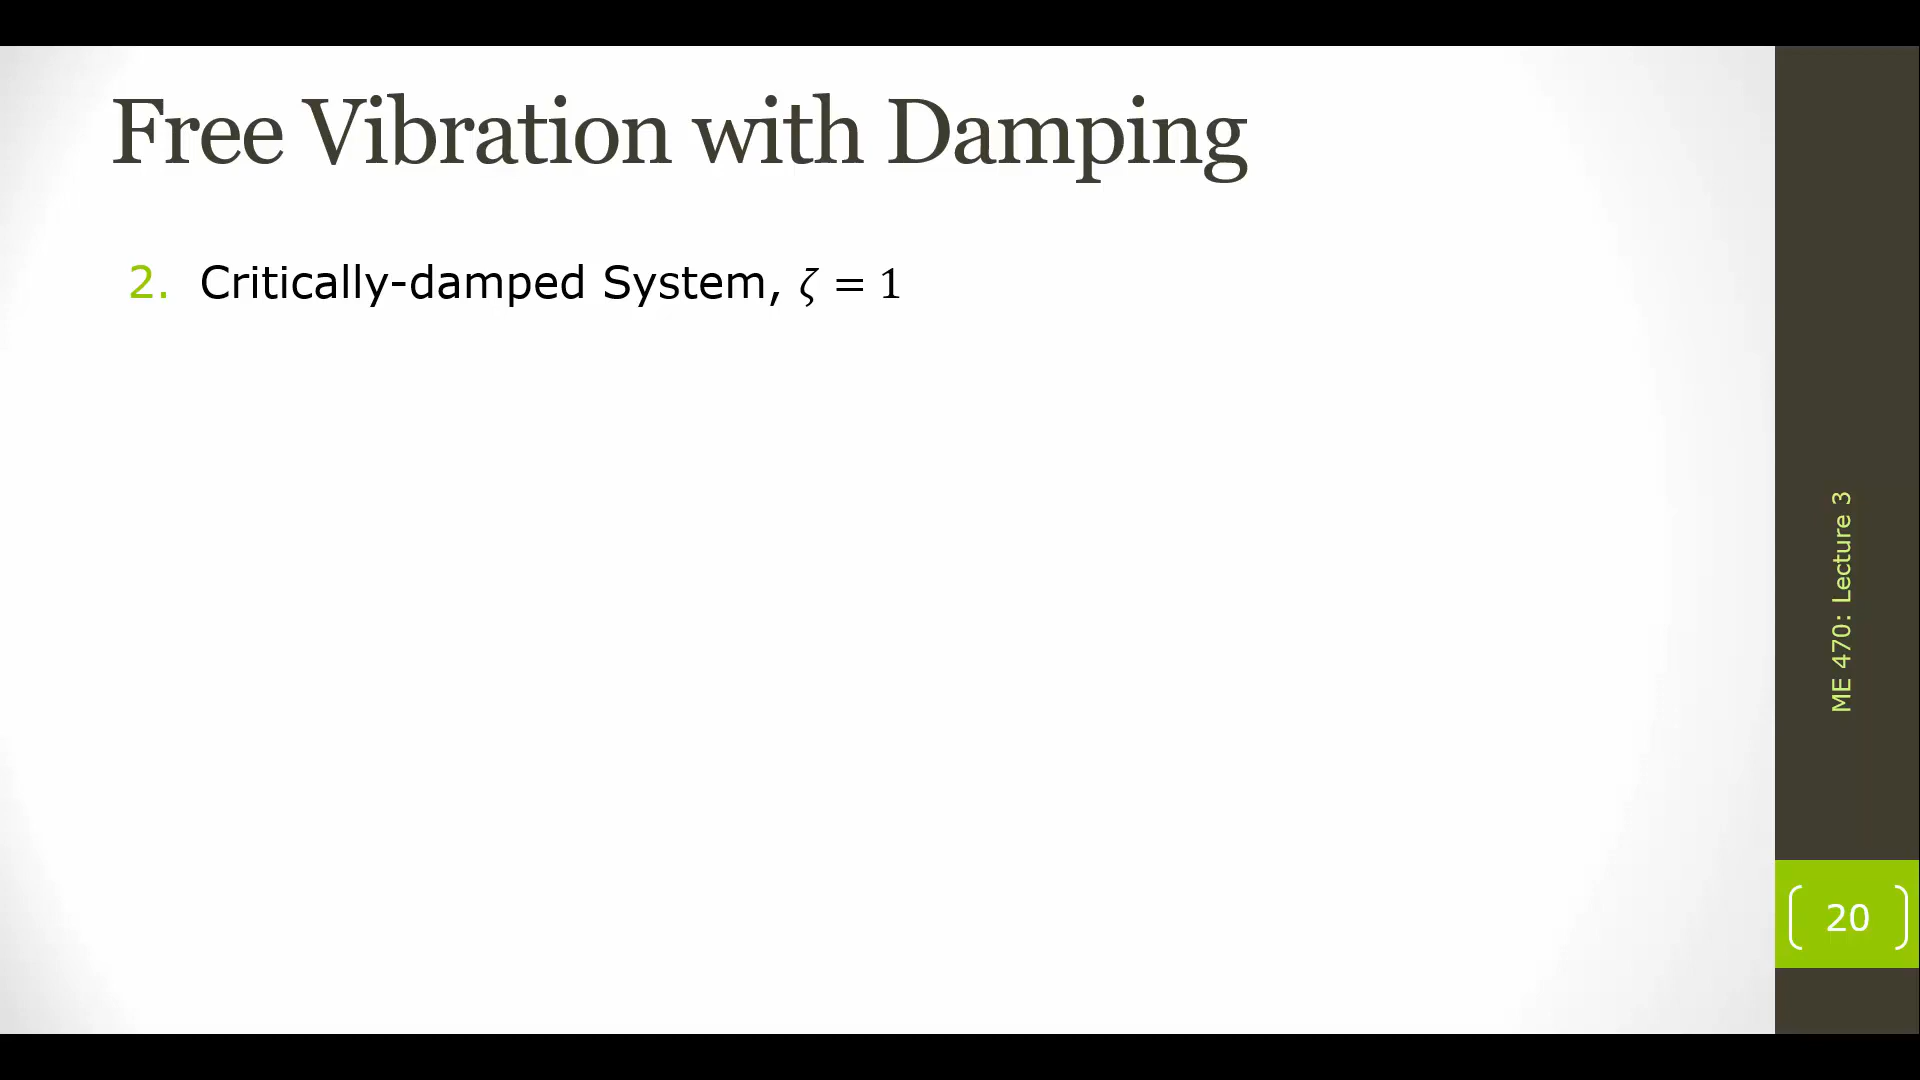 Free Vibration with Damping
2. Critically-damped System, ζ = 1
ME 470: Lecture 3
20